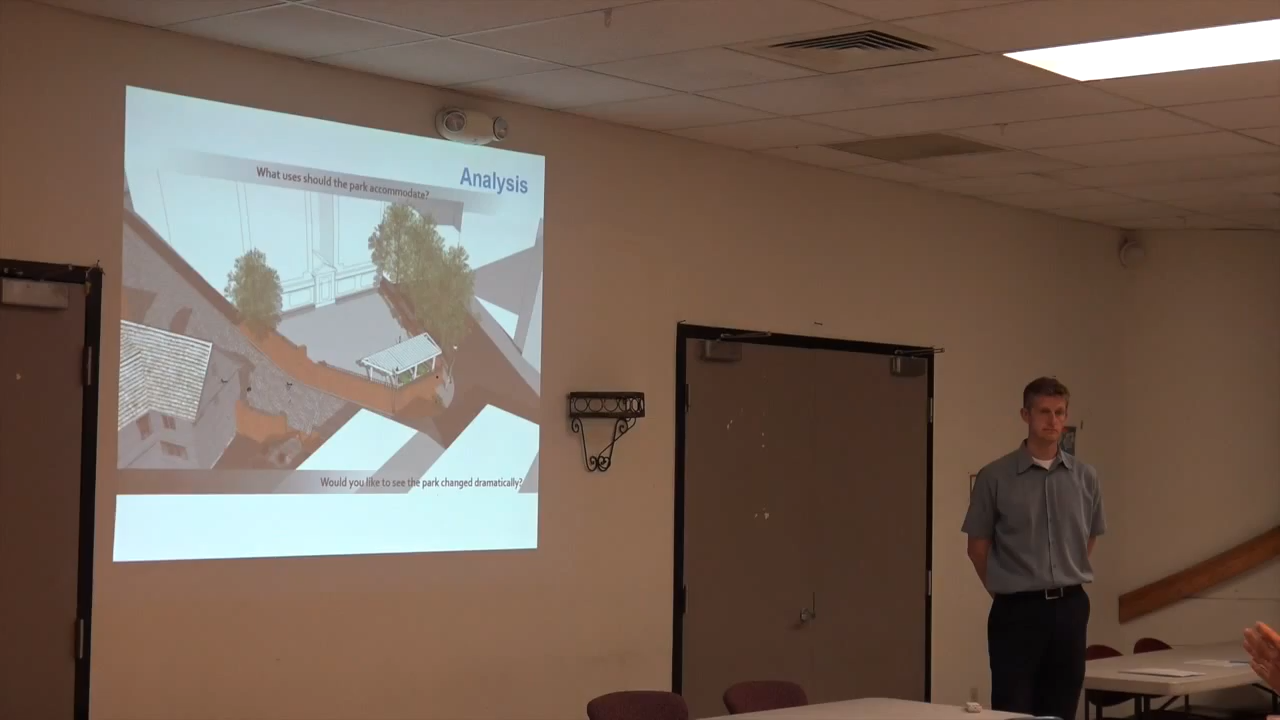 What uses should the park accommodate?
Analysis
Would you like to see the park changed dramatically?